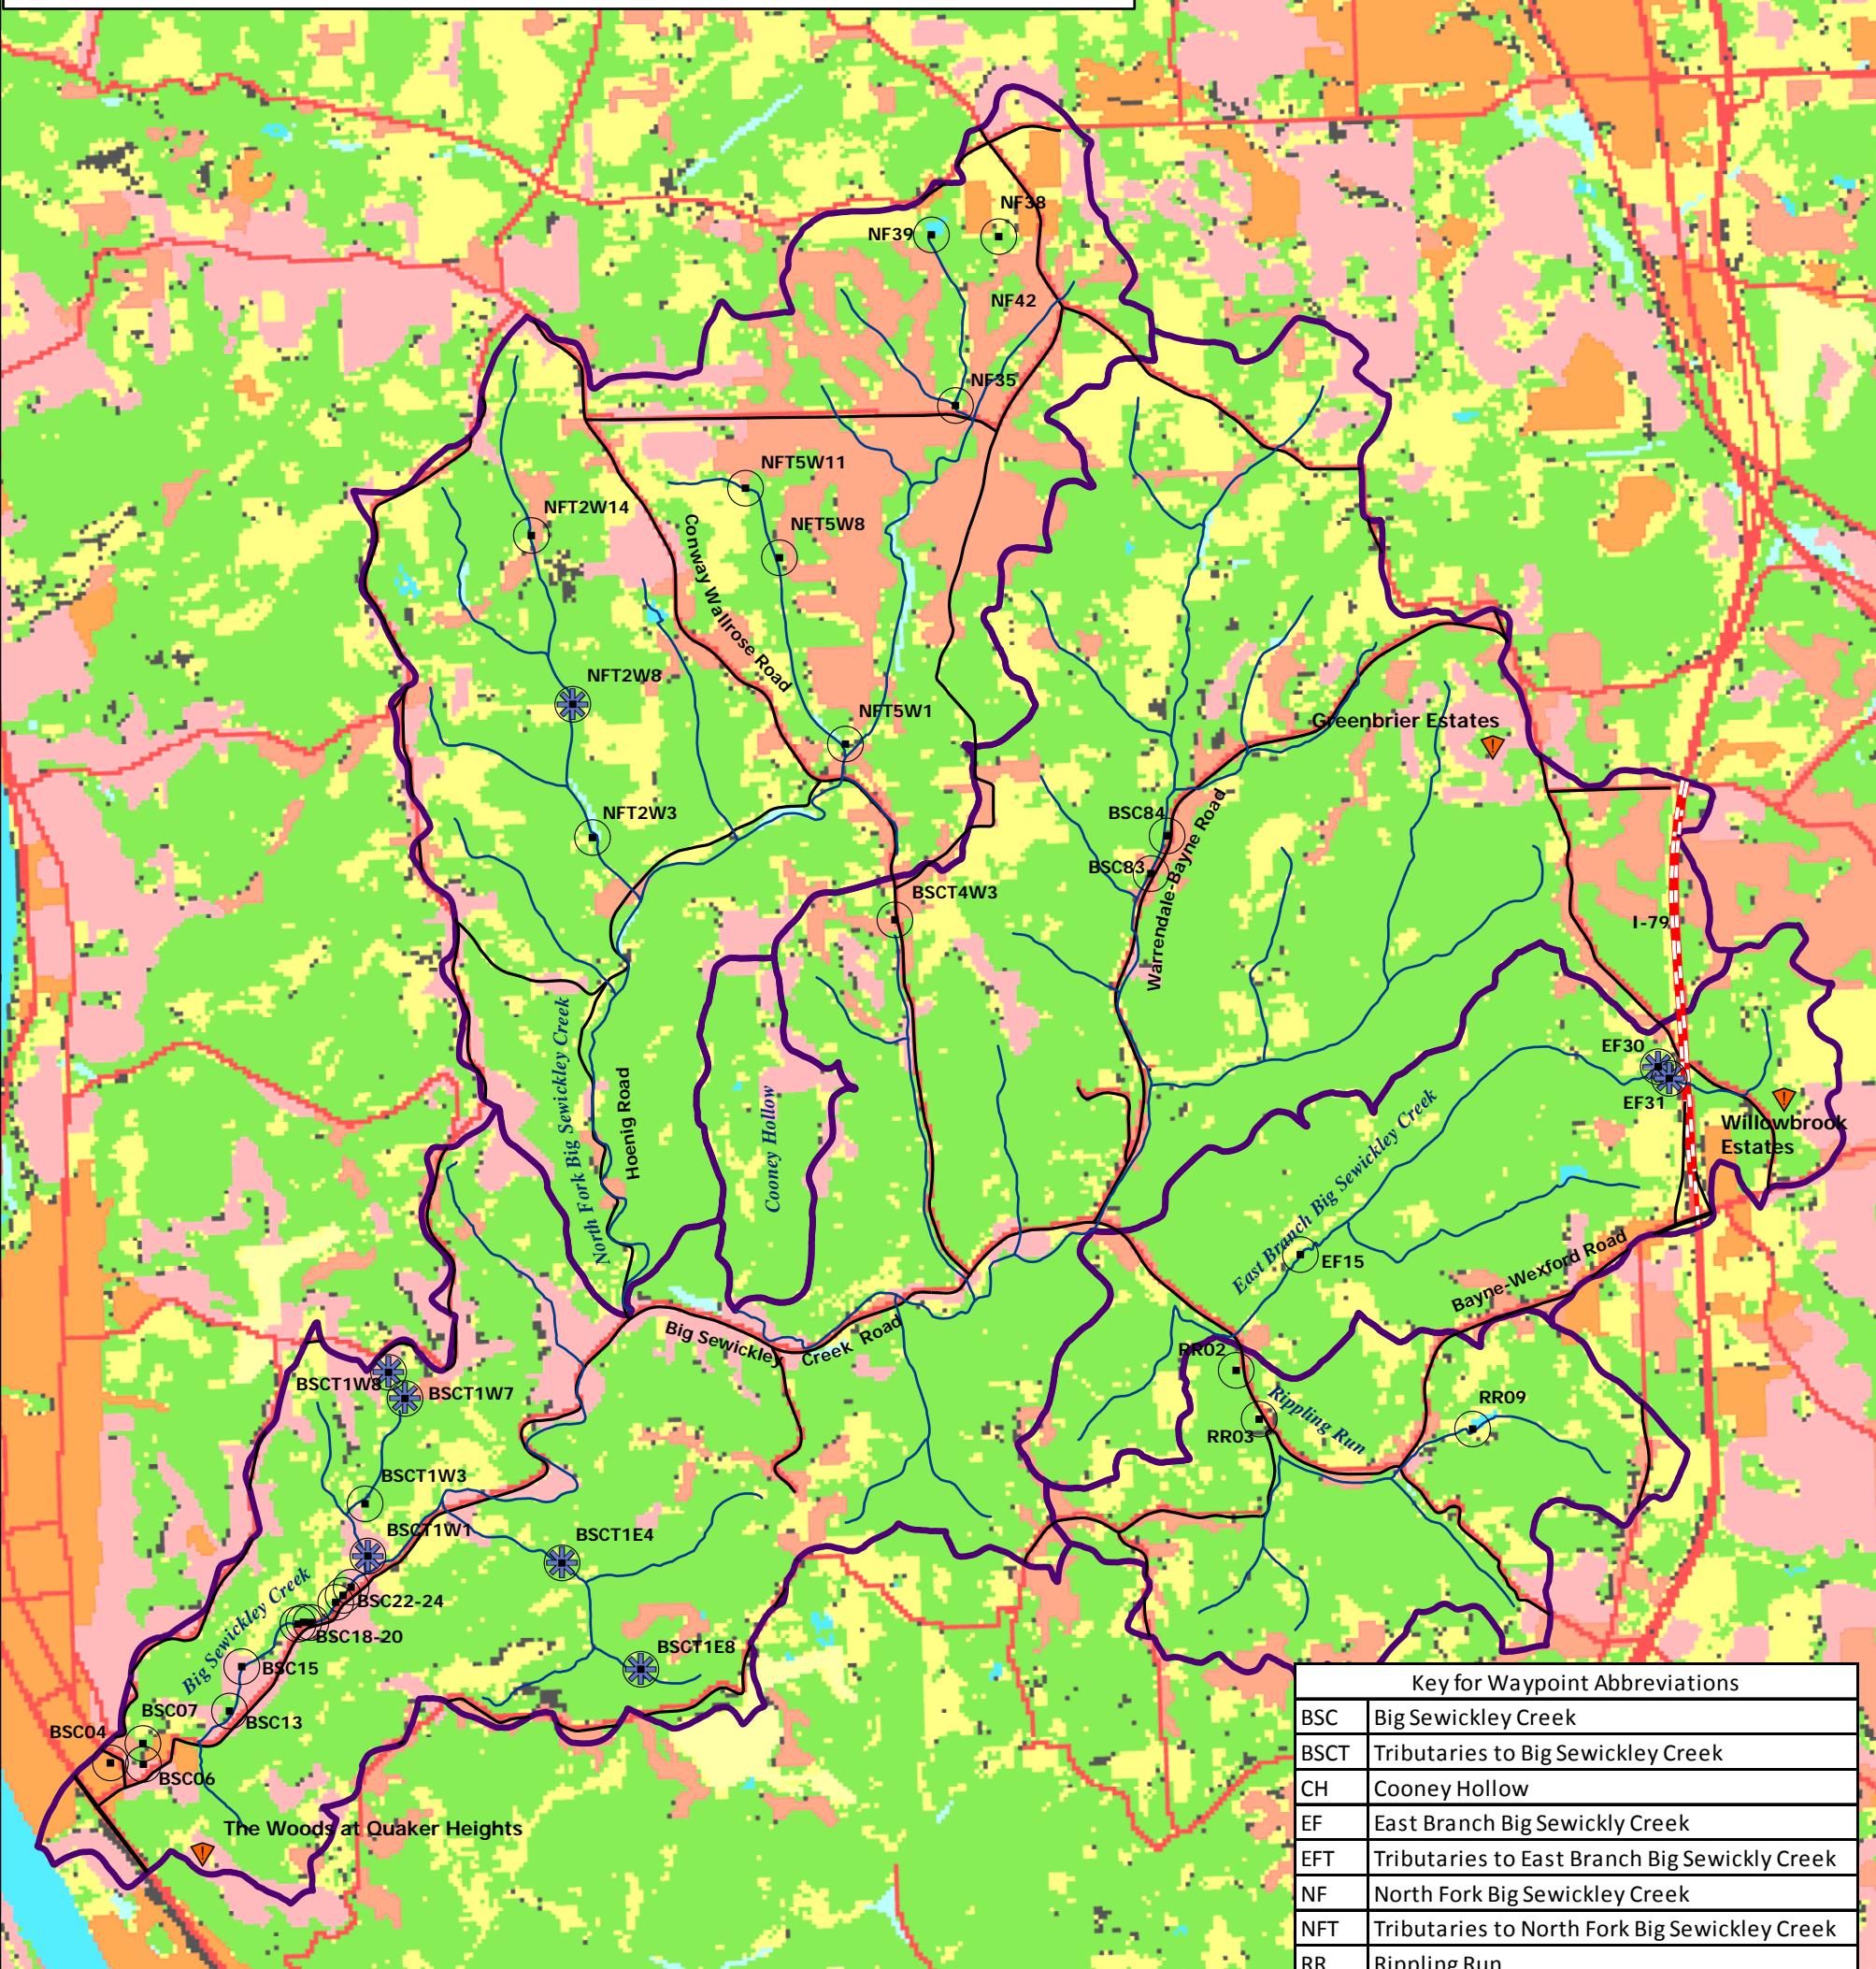 NF38
NF39
NF42
NF35
NFT5W11
NFT2W14
NFT5W8
Conway Wallrose Road
NFT2W8
NFT5W1
Greenbrier Estates
NFT2W3
BSC84
BSC83
Warrendale-Bayne Road
BSCT4W3
I-79
North Fork Big Sewickley Creek
Hoenig Road
Cooney Hollow
EF30
EF31
Willowbrook
Estates
East Branch Big Sewickley Creek
EF15
Bayne-Wexford Road
Big Sewickley Creek Road
RR02
BSCT1W8
BSCT1W7
Rippling Run
RR09
RR03
BSCT1W3
BSCT1W1
BSCT1E4
BSC22-24
Big Sewickley Creek
BSC18-20
BSCT1E8
BSC15
BSC07
BSC13
BSC04
BSC06
The Woods at Quaker Heights
Key for Waypoint Abbreviations
BSC Big Sewickley Creek
BSCT Tributaries to Big Sewickley Creek
CH Cooney Hollow
EF East Branch Big Sewickly Creek
EFT Tributaries to East Branch Big Sewickly Creek
NF North Fork Big Sewickley Creek
NFT Tributaries to North Fork Big Sewickley Creek
RR Rippling Run